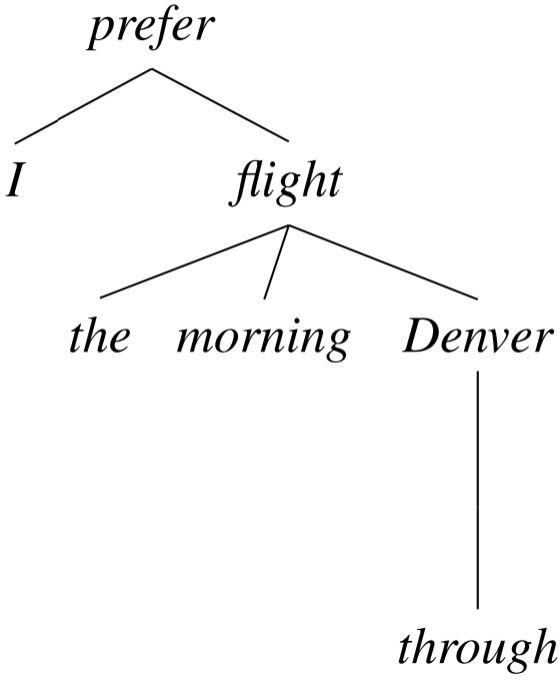 prefer
I flight
the morning Denver
through